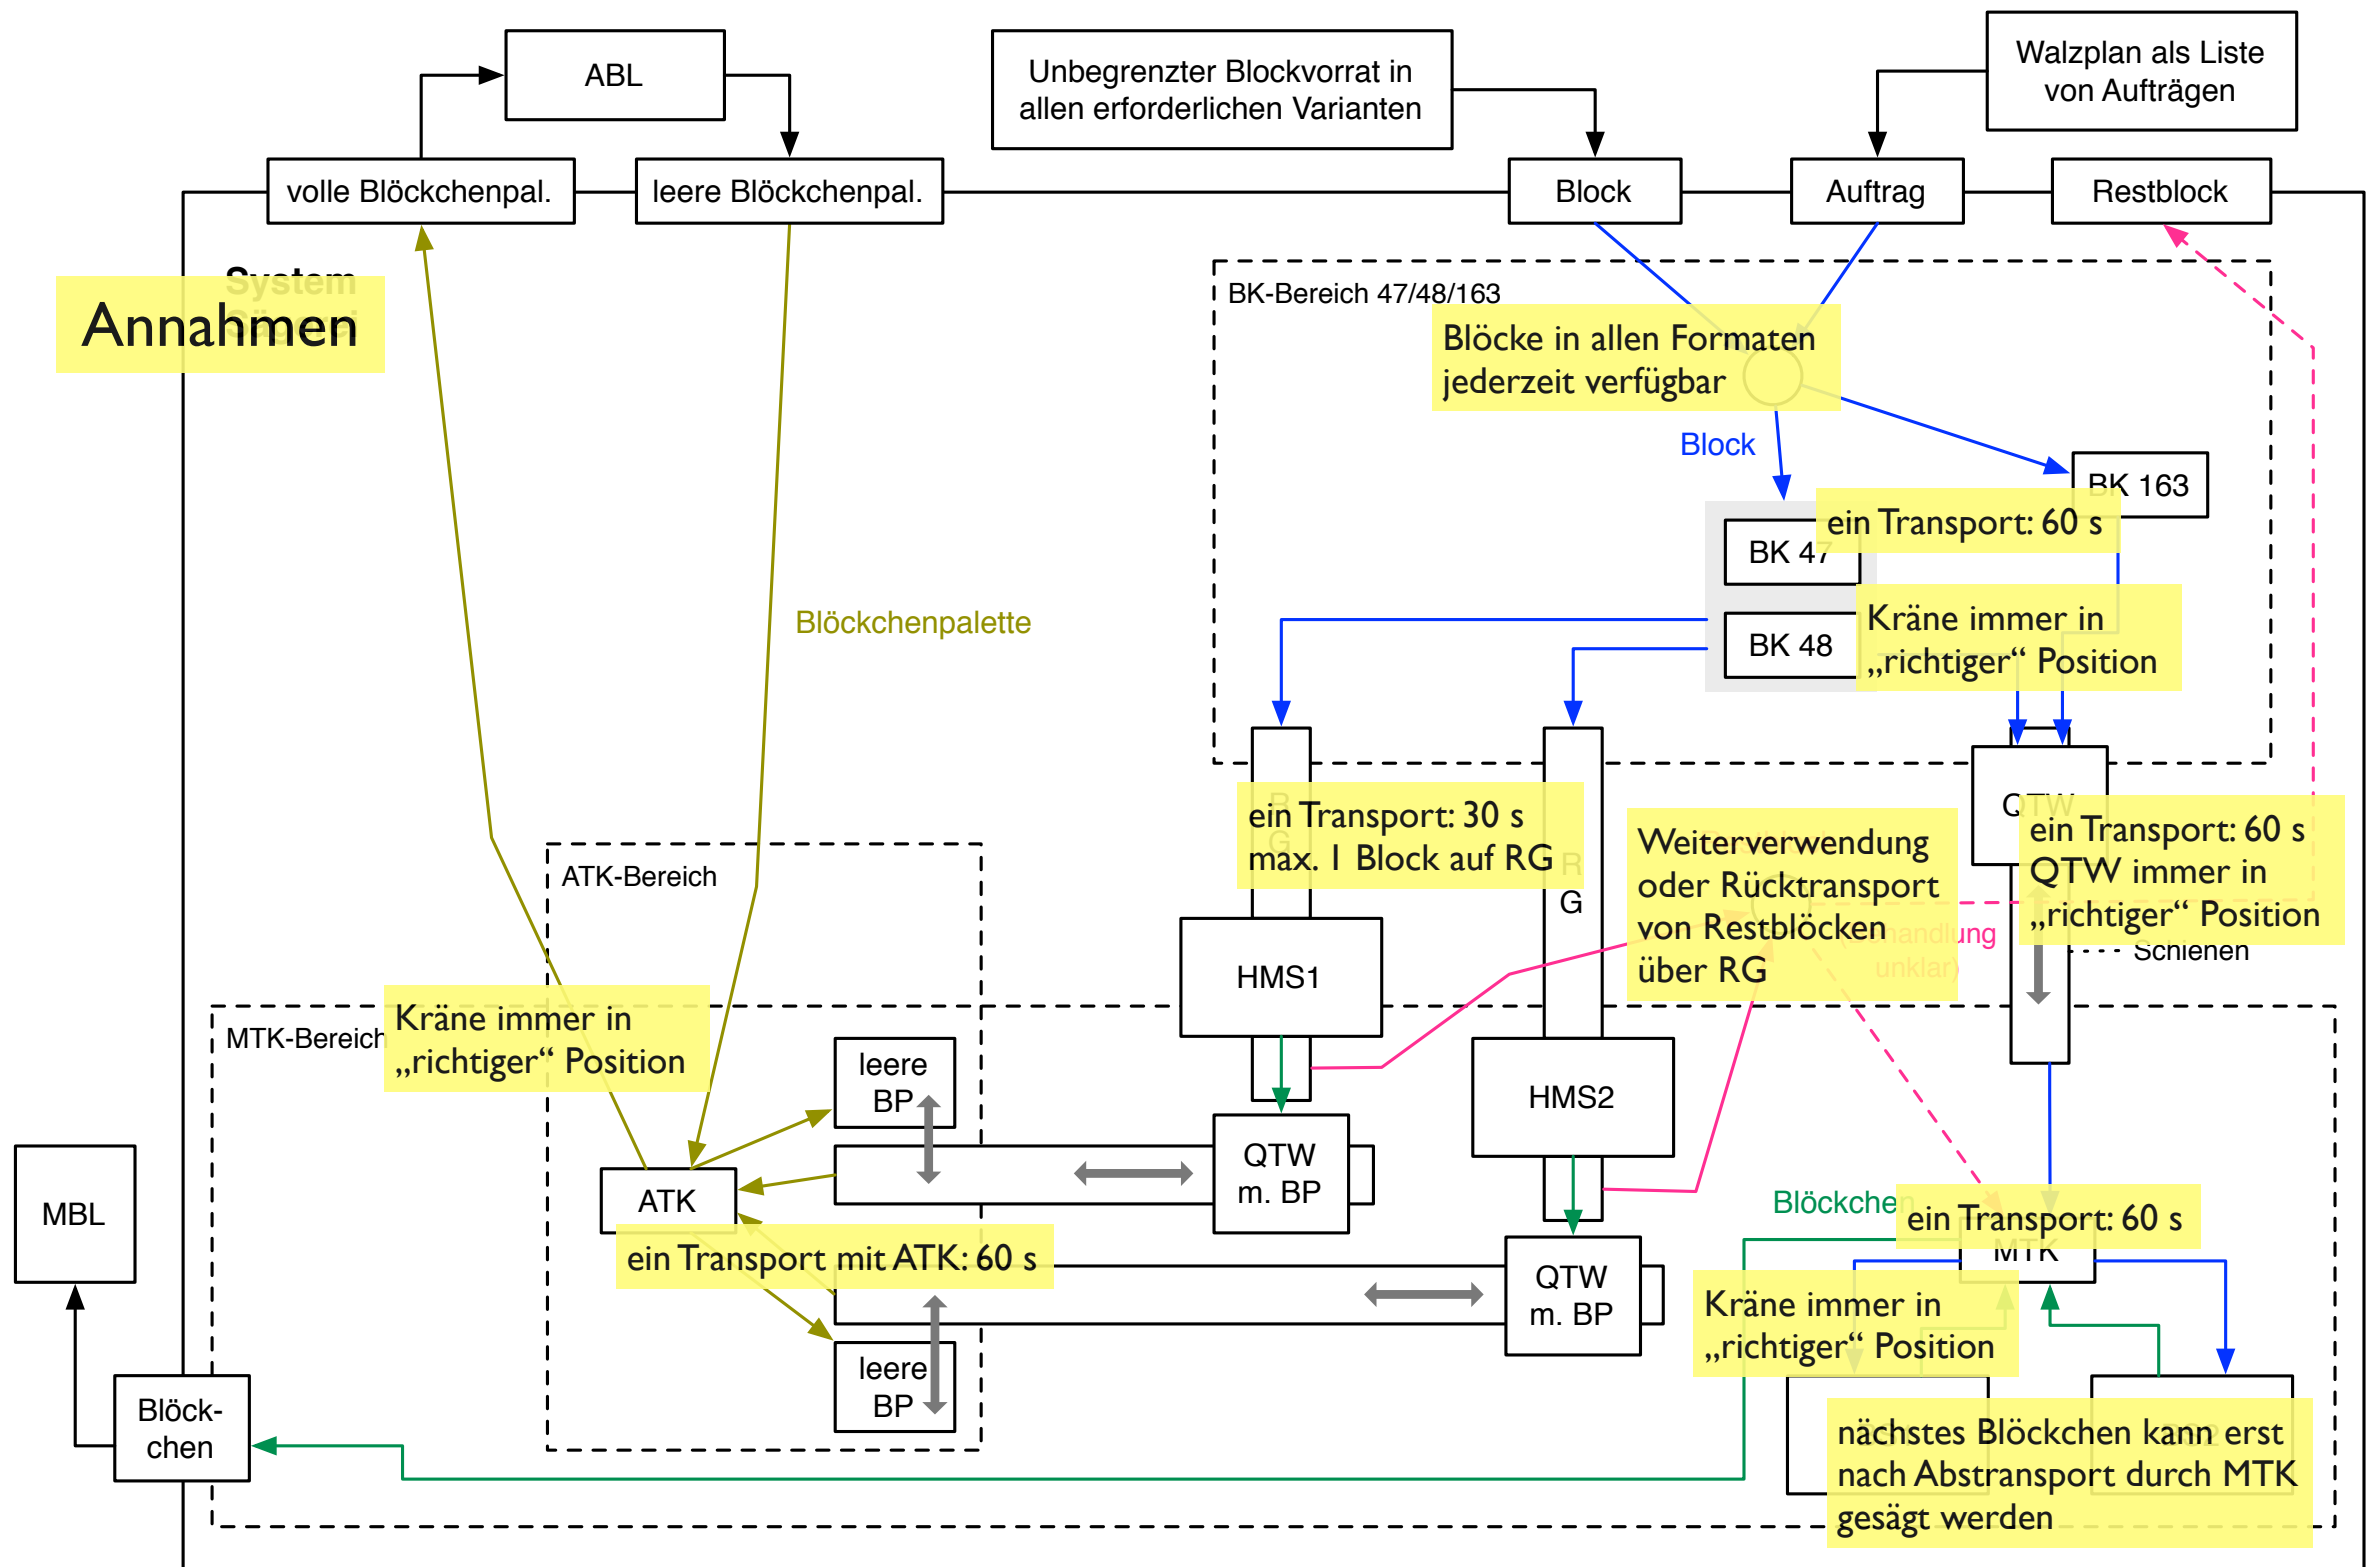 ABL
Unbegrenzter Blockvorrat in
allen erforderlichen Varianten
Walzplan als Liste
von Aufträgen
volle Blöckchenpal.
leere Blöckchenpal.
Block
Auftrag
Restblock
System
Annahmen
BK-Bereich 47/48/163
Blöcke in allen Formaten
jederzeit verfügbar
Block
BK 163
ein Transport: 60 s
BK 47
Kräne immer in
„richtiger“ Position
BK 48
Blöckchenpalette
R
G
ein Transport: 30 s
max. 1 Block auf RG
R
G
Weiterverwendung
oder Rücktransport
von Restblöcken
über RG
(Behandlung
unklar)
QTW
ein Transport: 60 s
QTW immer in
„richtiger“ Position
Schienen
ATK-Bereich
HMS1
MTK-Bereich
Kräne immer in
„richtiger“ Position
leere
BP
HMS2
QTW
m. BP
ATK
MBL
Blöckchen
ein Transport: 60 s
MTK
ein Transport mit ATK: 60 s
QTW
m. BP
Kräne immer in
„richtiger“ Position
leere
BP
Blöck-
chen
nächstes Blöckchen kann erst
nach Abstransport durch MTK
gesägt werden